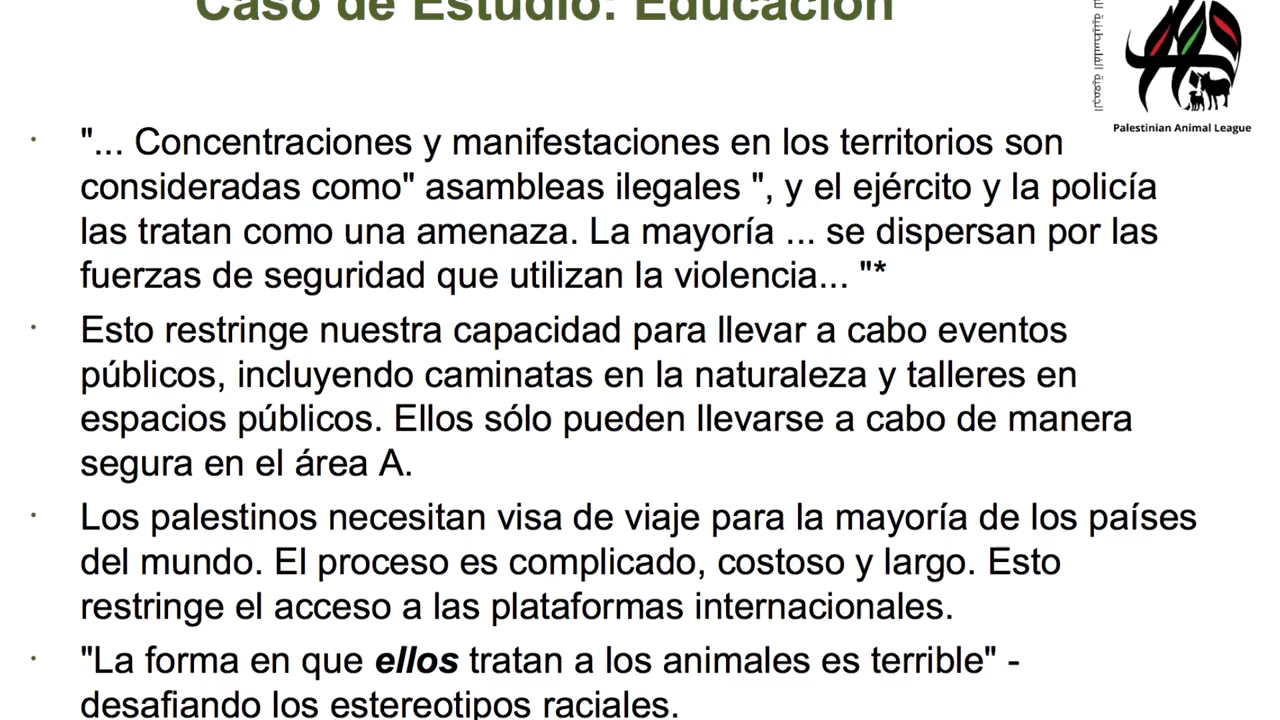 Caso de Estudio: Educación
Palestinian Animal League
"... Concentraciones y manifestaciones en los territorios son
consideradas como" asambleas ilegales ", y el ejército y la policía
las tratan como una amenaza. La mayoría ... se dispersan por las
fuerzas de seguridad que utilizan la violencia... "*
Esto restringe nuestra capacidad para llevar a cabo eventos
públicos, incluyendo caminatas en la naturaleza y talleres en
espacios públicos. Ellos sólo pueden llevarse a cabo de manera
segura en el área A.
Los palestinos necesitan visa de viaje para la mayoría de los países
del mundo. El proceso es complicado, costoso y largo. Esto
restringe el acceso a las plataformas internacionales.
"La forma en que ellos tratan a los animales es terrible" -
desafiando los estereotipos raciales.